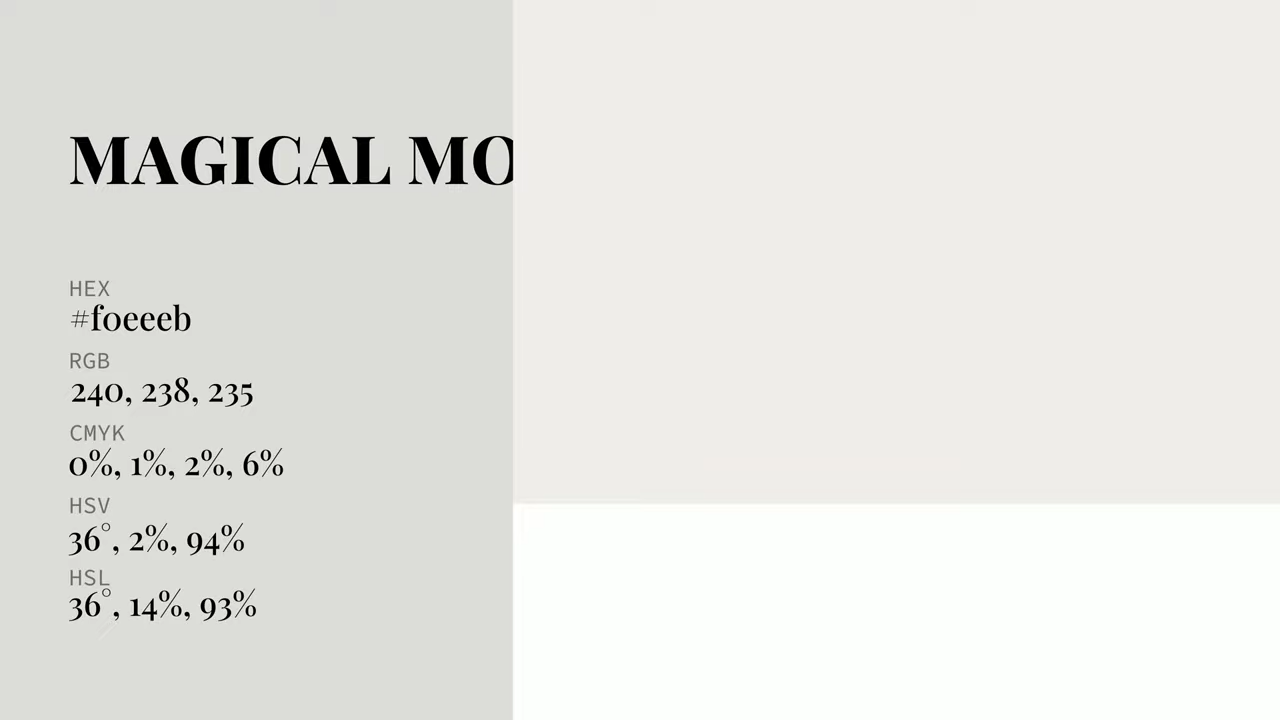 MAGICAL MO
HEX
#f0eeeb
RGB
240, 238, 235
CMYK
0%, 1%, 2%, 6%
HSV
36°, 2%, 94%
HSL
36°, 14%, 93%